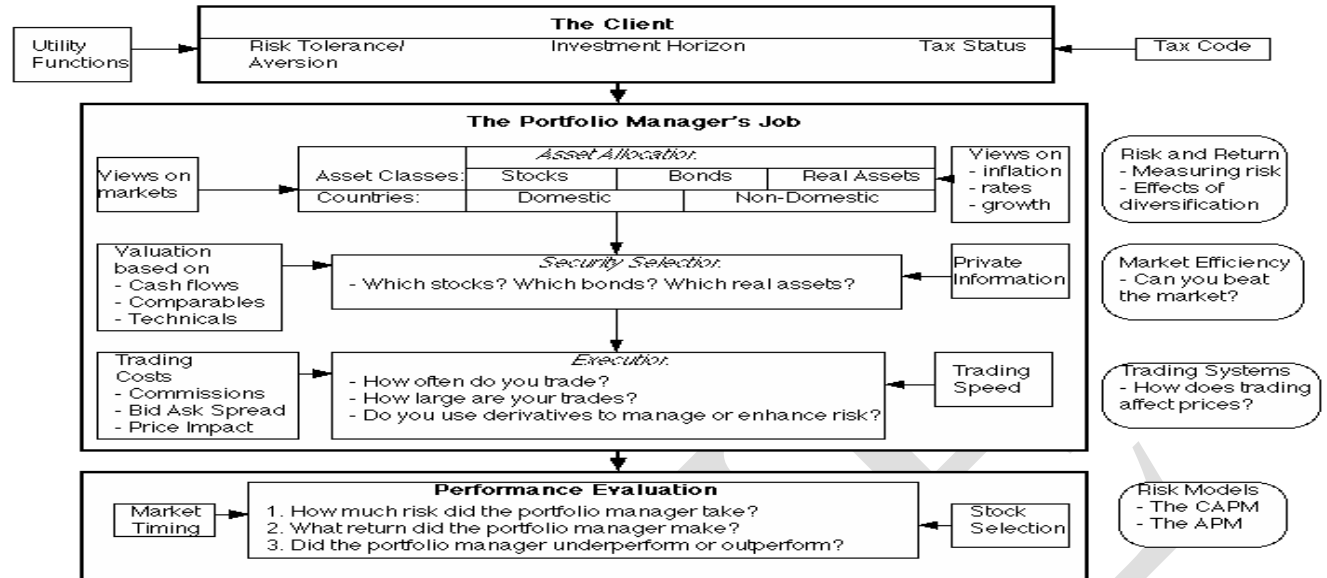 The Client
Utility
Functions
Risk Tolerance/
Aversion
Investment Horizon
Tax Status
Tax Code
The Portfolio Manager's Job
Views on
markets
Asset Allocation
Asset Classes: Stocks Bonds Real Assets
Countries: Domestic Non-Domestic
Views on
- inflation
- rates
- growth
Risk and Return
- Measuring risk
- Effects of
diversification
Valuation
based on
- Cash flows
- Comparables
- Technicals
Security Selection
- Which stocks? Which bonds? Which real assets?
Private
Information
Market Efficiency
- Can you beat
the market?
Trading
Costs
- Commissions
- Bid Ask Spread
- Price Impact
Execution
- How often do you trade?
- How large are your trades?
- Do you use derivatives to manage or enhance risk?
Trading
Speed
Trading Systems
- How does trading
affect prices?
Performance Evaluation
Market
Timing
1. How much risk did the portfolio manager take?
2. What return did the portfolio manager make?
3. Did the portfolio manager underperform or outperform?
Stock
Selection
Risk Models
- The CAPM
- The APM